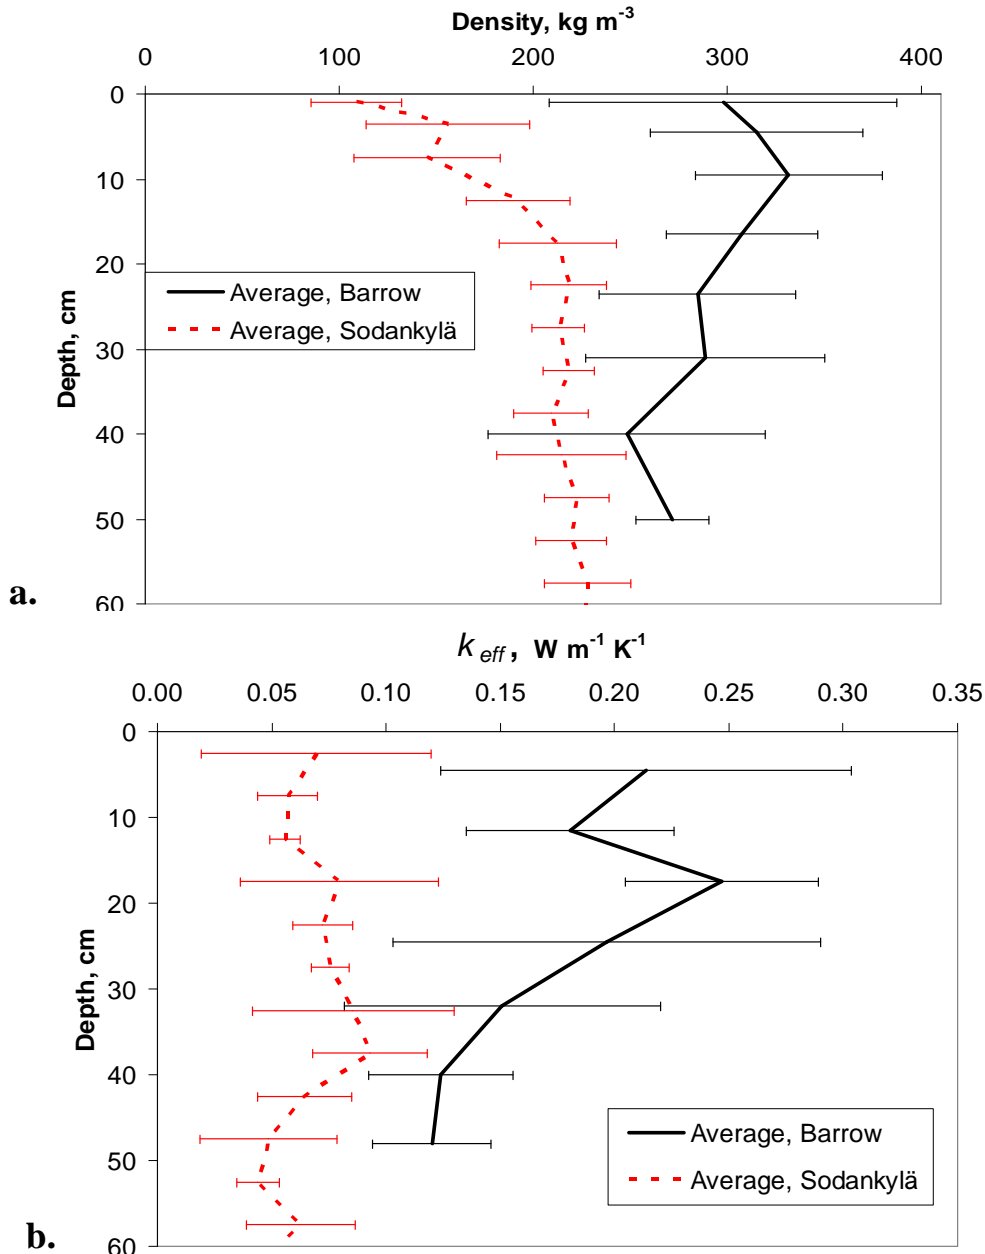 Density, kg m⁻³
0 100 200 300 400
0
10
20
30
40
50
60
Depth, cm
Average, Barrow
Average, Sodankylä
a.
k eff, W m⁻¹ K⁻¹
0.00 0.05 0.10 0.15 0.20 0.25 0.30 0.35
0
10
20
30
40
50
60
Depth, cm
Average, Barrow
Average, Sodankylä
b.